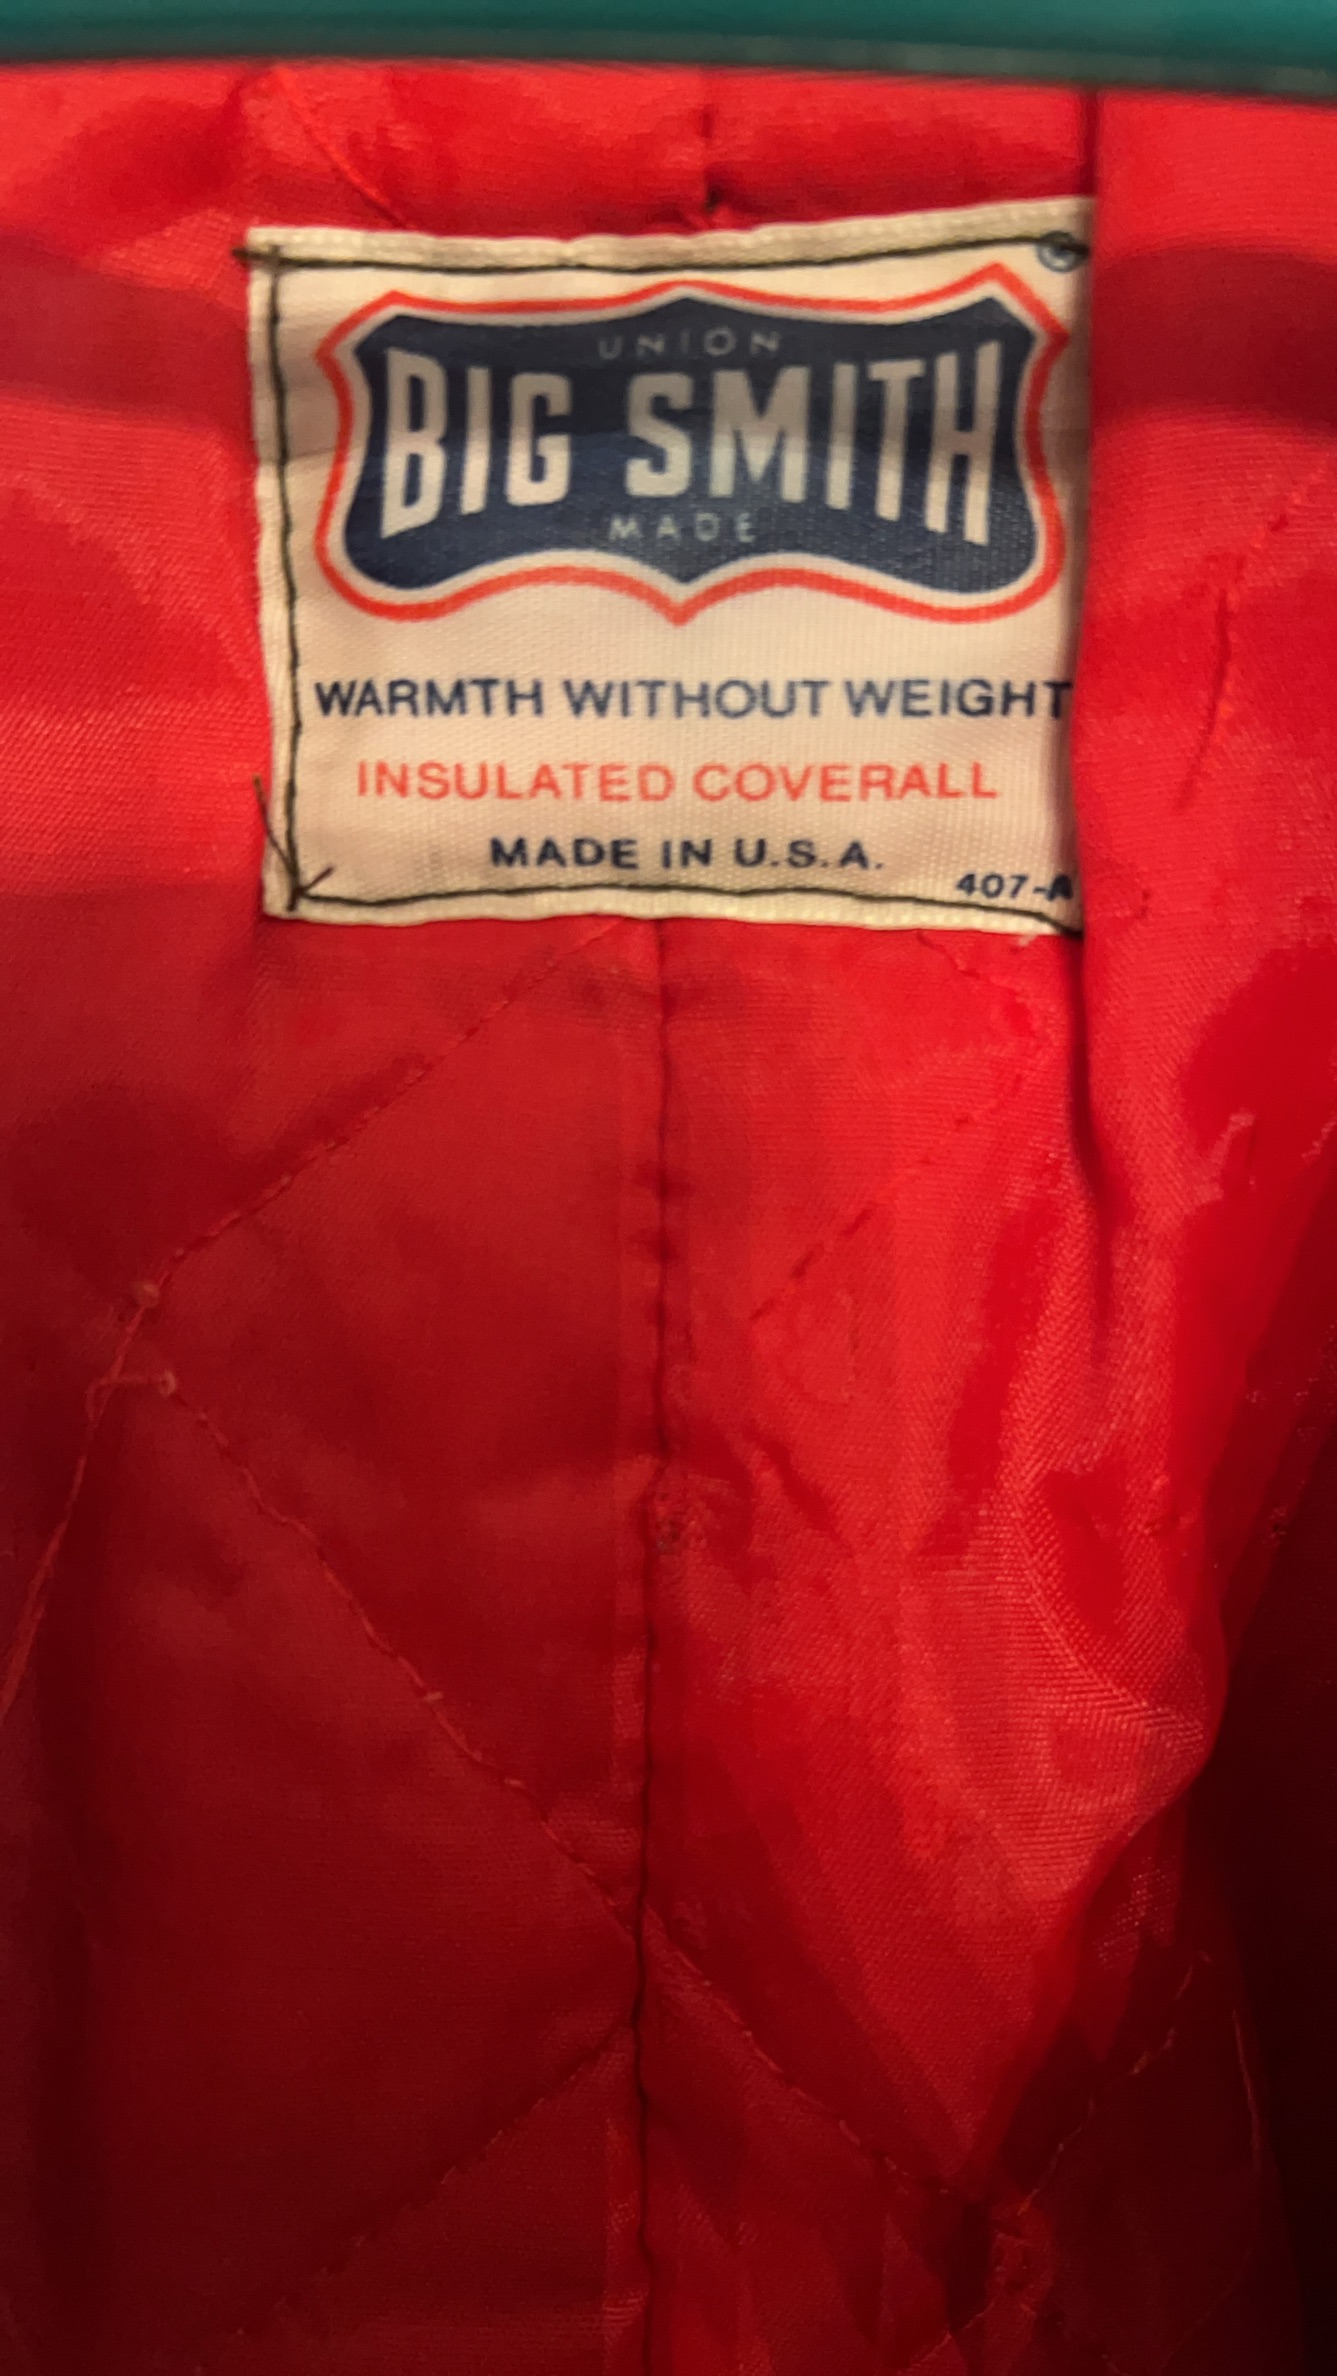 ®
UNION
BIG SMITH
MADE
WARMTH WITHOUT WEIGHT
INSULATED COVERALL
MADE IN U.S.A.
407-A